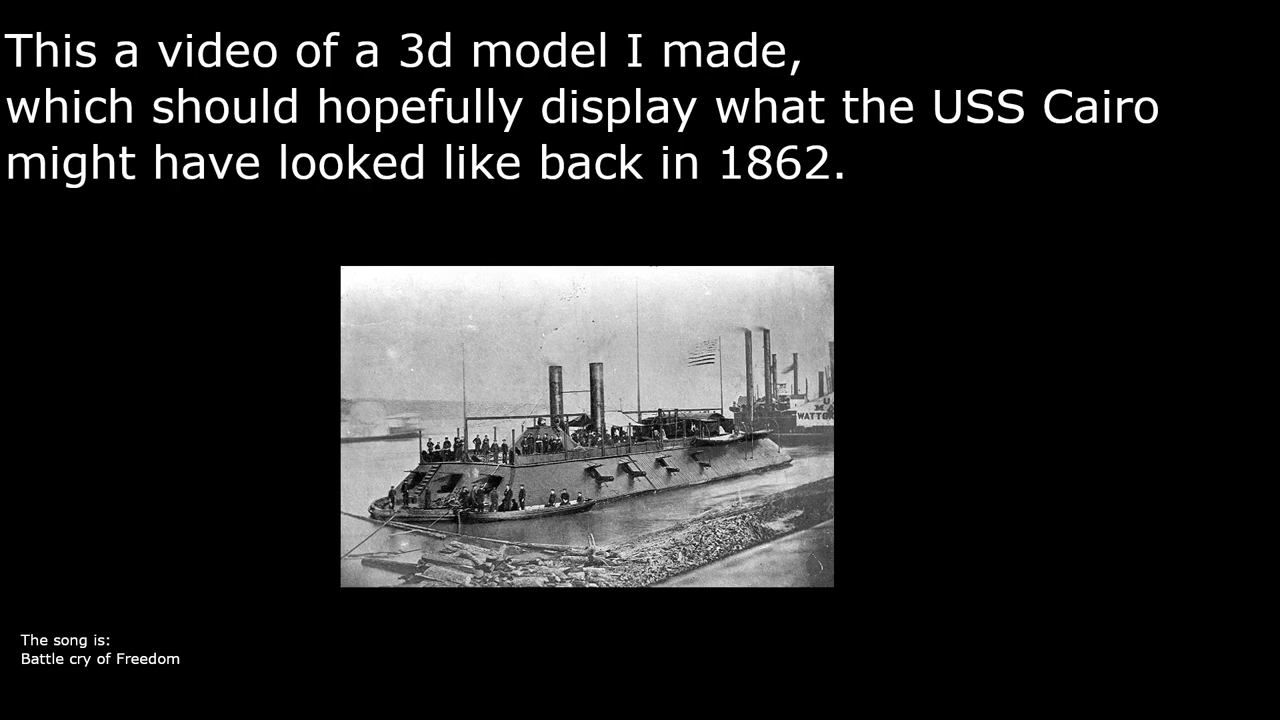 This a video of a 3d model I made,
which should hopefully display what the USS Cairo
might have looked like back in 1862.
WATTS
The song is:
Battle cry of Freedom